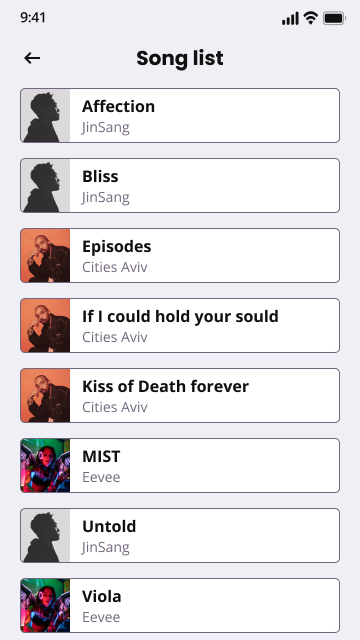 9:41
Song list
Affection
JinSang
Bliss
JinSang
Episodes
Cities Aviv
If I could hold your sould
Cities Aviv
Kiss of Death forever
Cities Aviv
MIST
Eevee
Untold
JinSang
Viola
Eevee